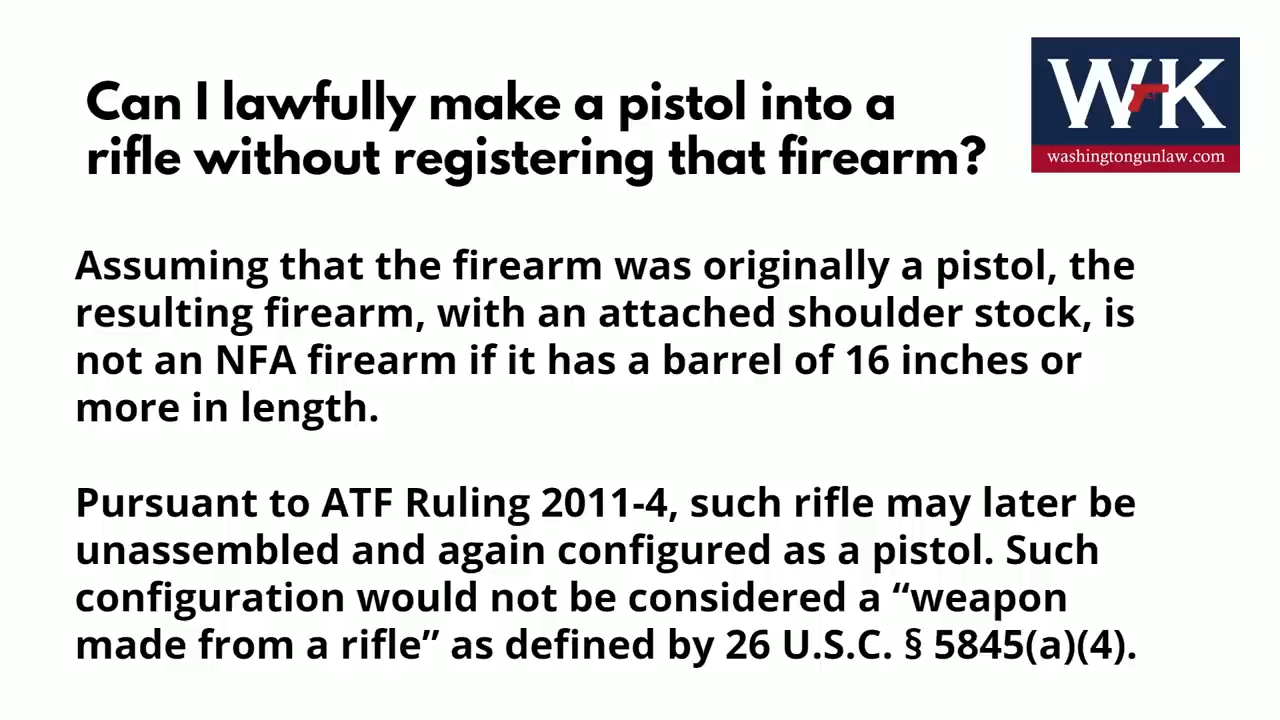 Can I lawfully make a pistol into a
rifle without registering that firearm?
WK
washingtongunlaw.com
Assuming that the firearm was originally a pistol, the
resulting firearm, with an attached shoulder stock, is
not an NFA firearm if it has a barrel of 16 inches or
more in length.
Pursuant to ATF Ruling 2011-4, such rifle may later be
unassembled and again configured as a pistol. Such
configuration would not be considered a “weapon
made from a rifle” as defined by 26 U.S.C. § 5845(a)(4).